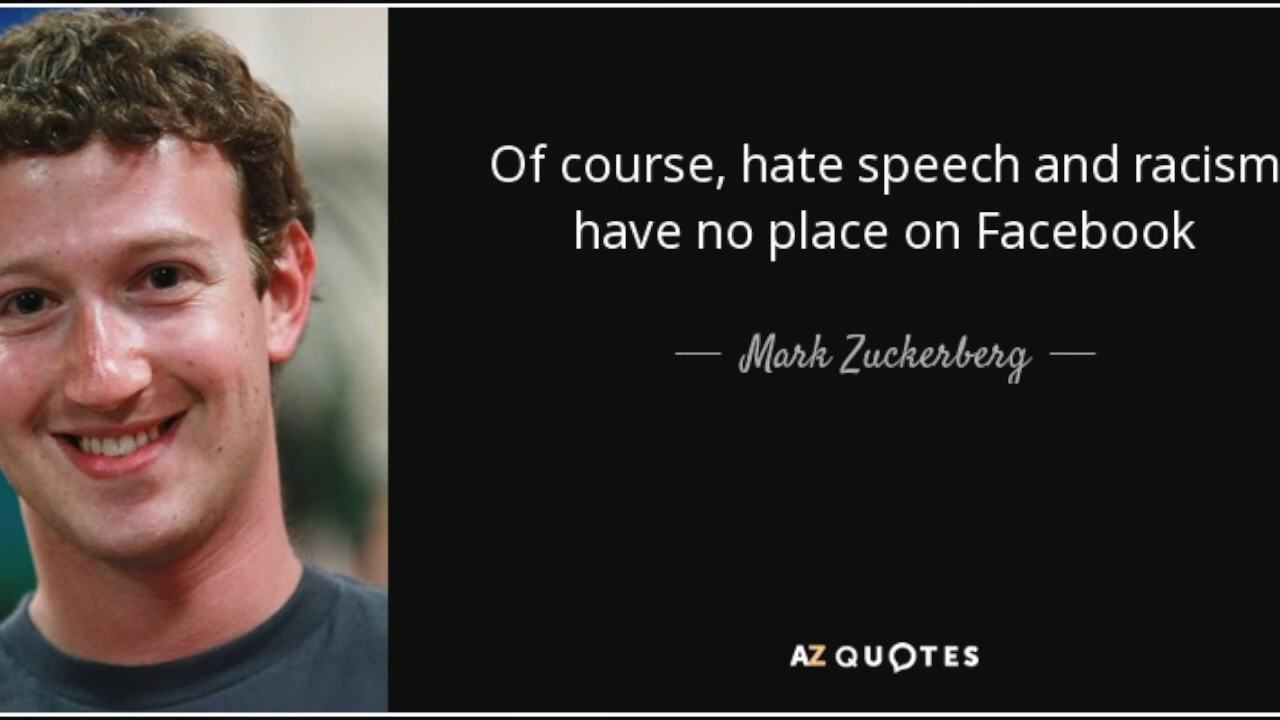 Of course, hate speech and racism
have no place on Facebook
— Mark Zuckerberg —
AZ QUOTES